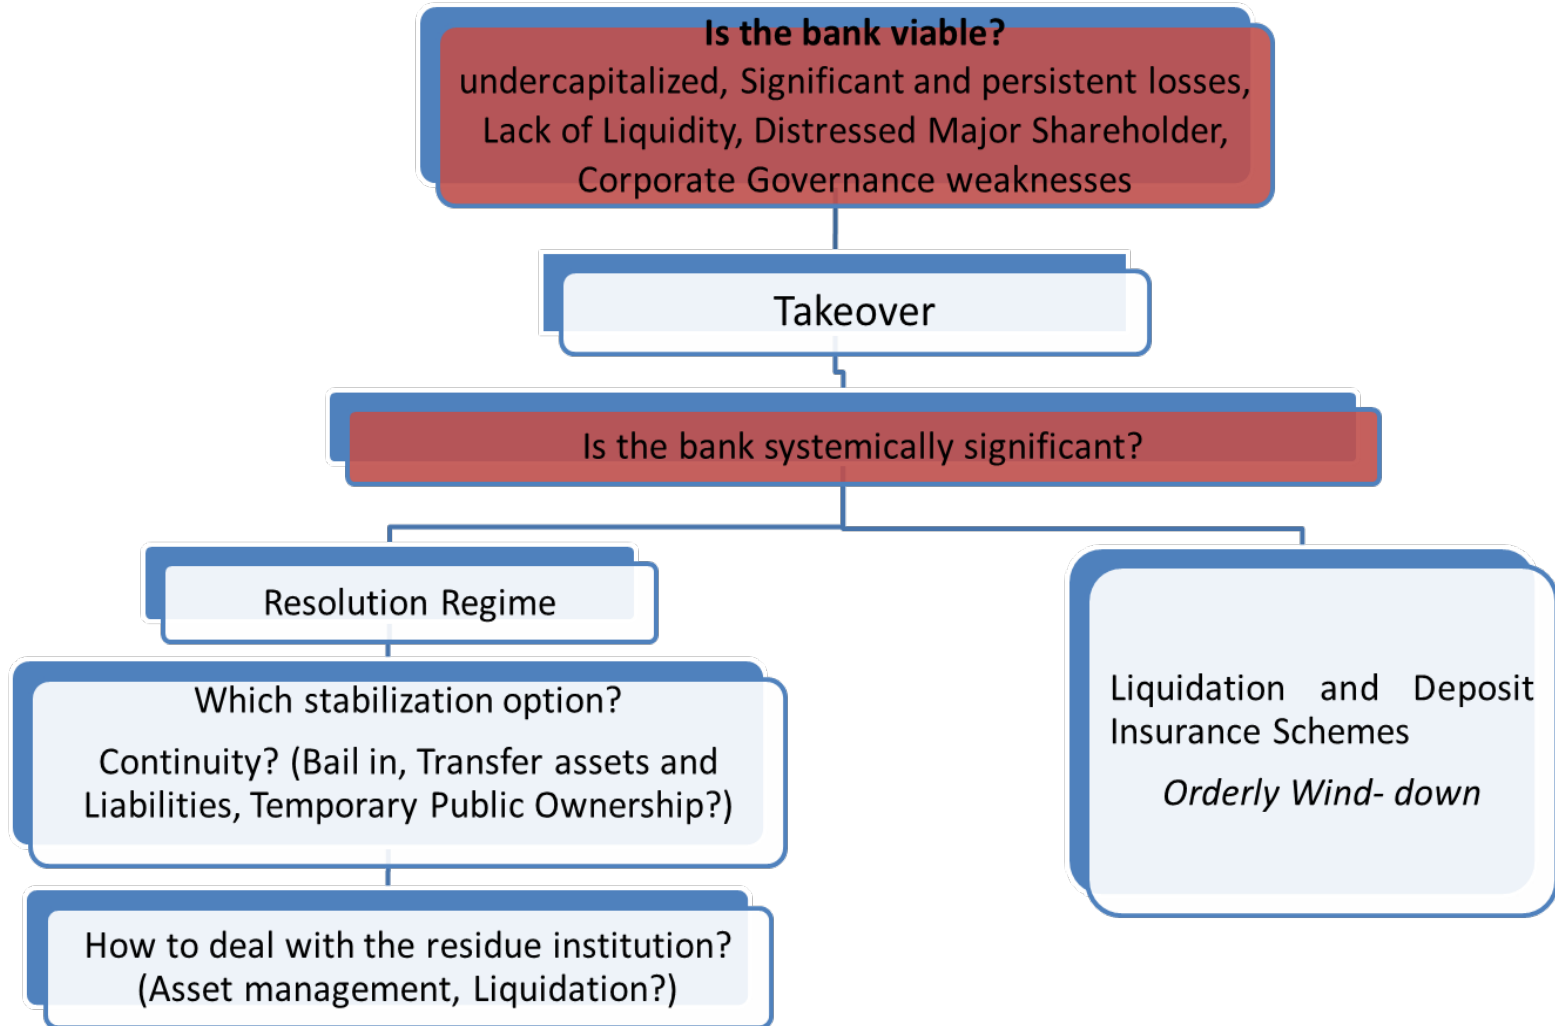 Is the bank viable?
undercapitalized, Significant and persistent losses,
Lack of Liquidity, Distressed Major Shareholder,
Corporate Governance weaknesses
Takeover
Is the bank systemically significant?
Resolution Regime
Which stabilization option?
Continuity? (Bail in, Transfer assets and
Liabilities, Temporary Public Ownership?)
How to deal with the residue institution?
(Asset management, Liquidation?)
Liquidation and Deposit
Insurance Schemes
Orderly Wind- down